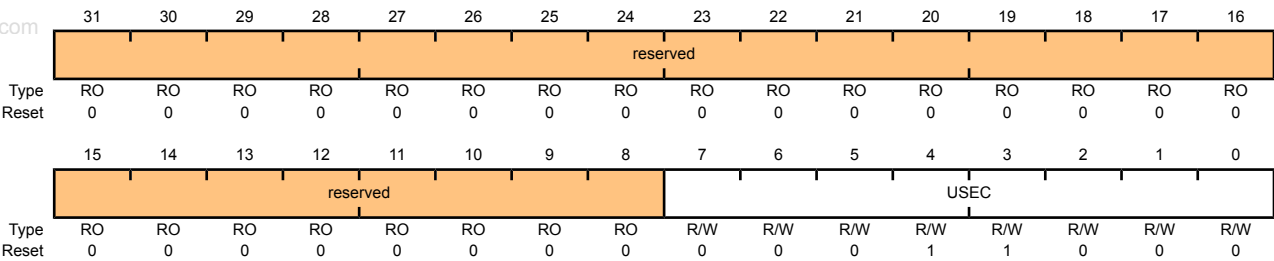 31 30 29 28 27 26 25 24 23 22 21 20 19 18 17 16
com
reserved
Type RO RO RO RO RO RO RO RO RO RO RO RO RO RO RO RO
Reset 0 0 0 0 0 0 0 0 0 0 0 0 0 0 0 0
15 14 13 12 11 10 9 8 7 6 5 4 3 2 1 0
reserved USEC
Type RO RO RO RO RO RO RO RO R/W R/W R/W R/W R/W R/W R/W R/W
Reset 0 0 0 0 0 0 0 0 0 0 0 1 1 0 0 0